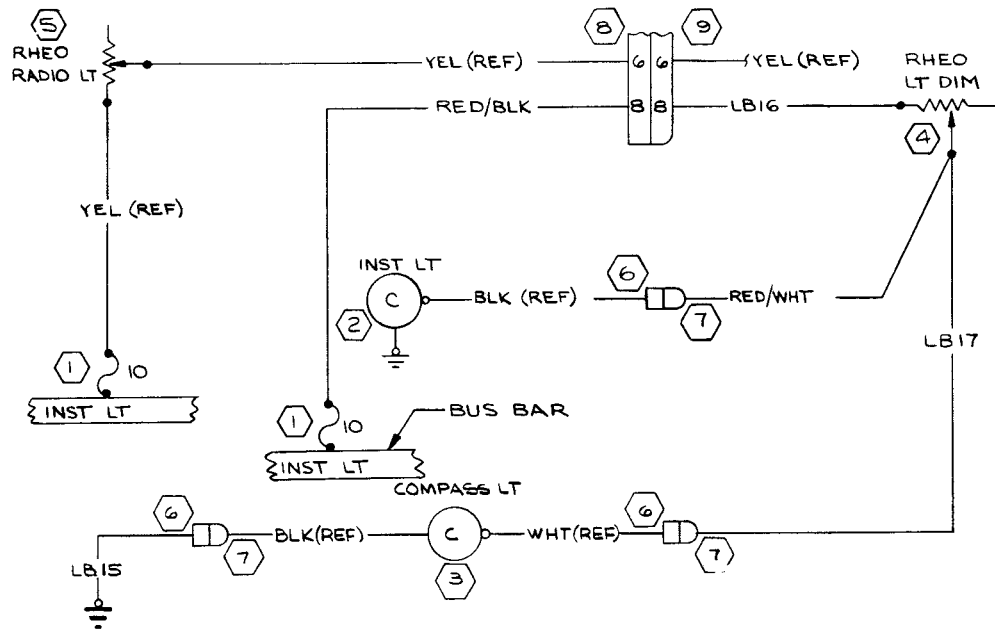 5
8
9
RHEO
RADIO LT
YEL (REF)
6 6
YEL (REF)
RHEO
LT DIM
RED/BLK
8 8
LB16
4
YEL (REF)
INST LT
C
2
BLK (REF)
6
7
RED/WHT
LB17
1
10
INST LT
1
10
BUS BAR
INST LT
COMPASS LT
6
7
BLK(REF)
C
3
WHT(REF)
6
7
LB15